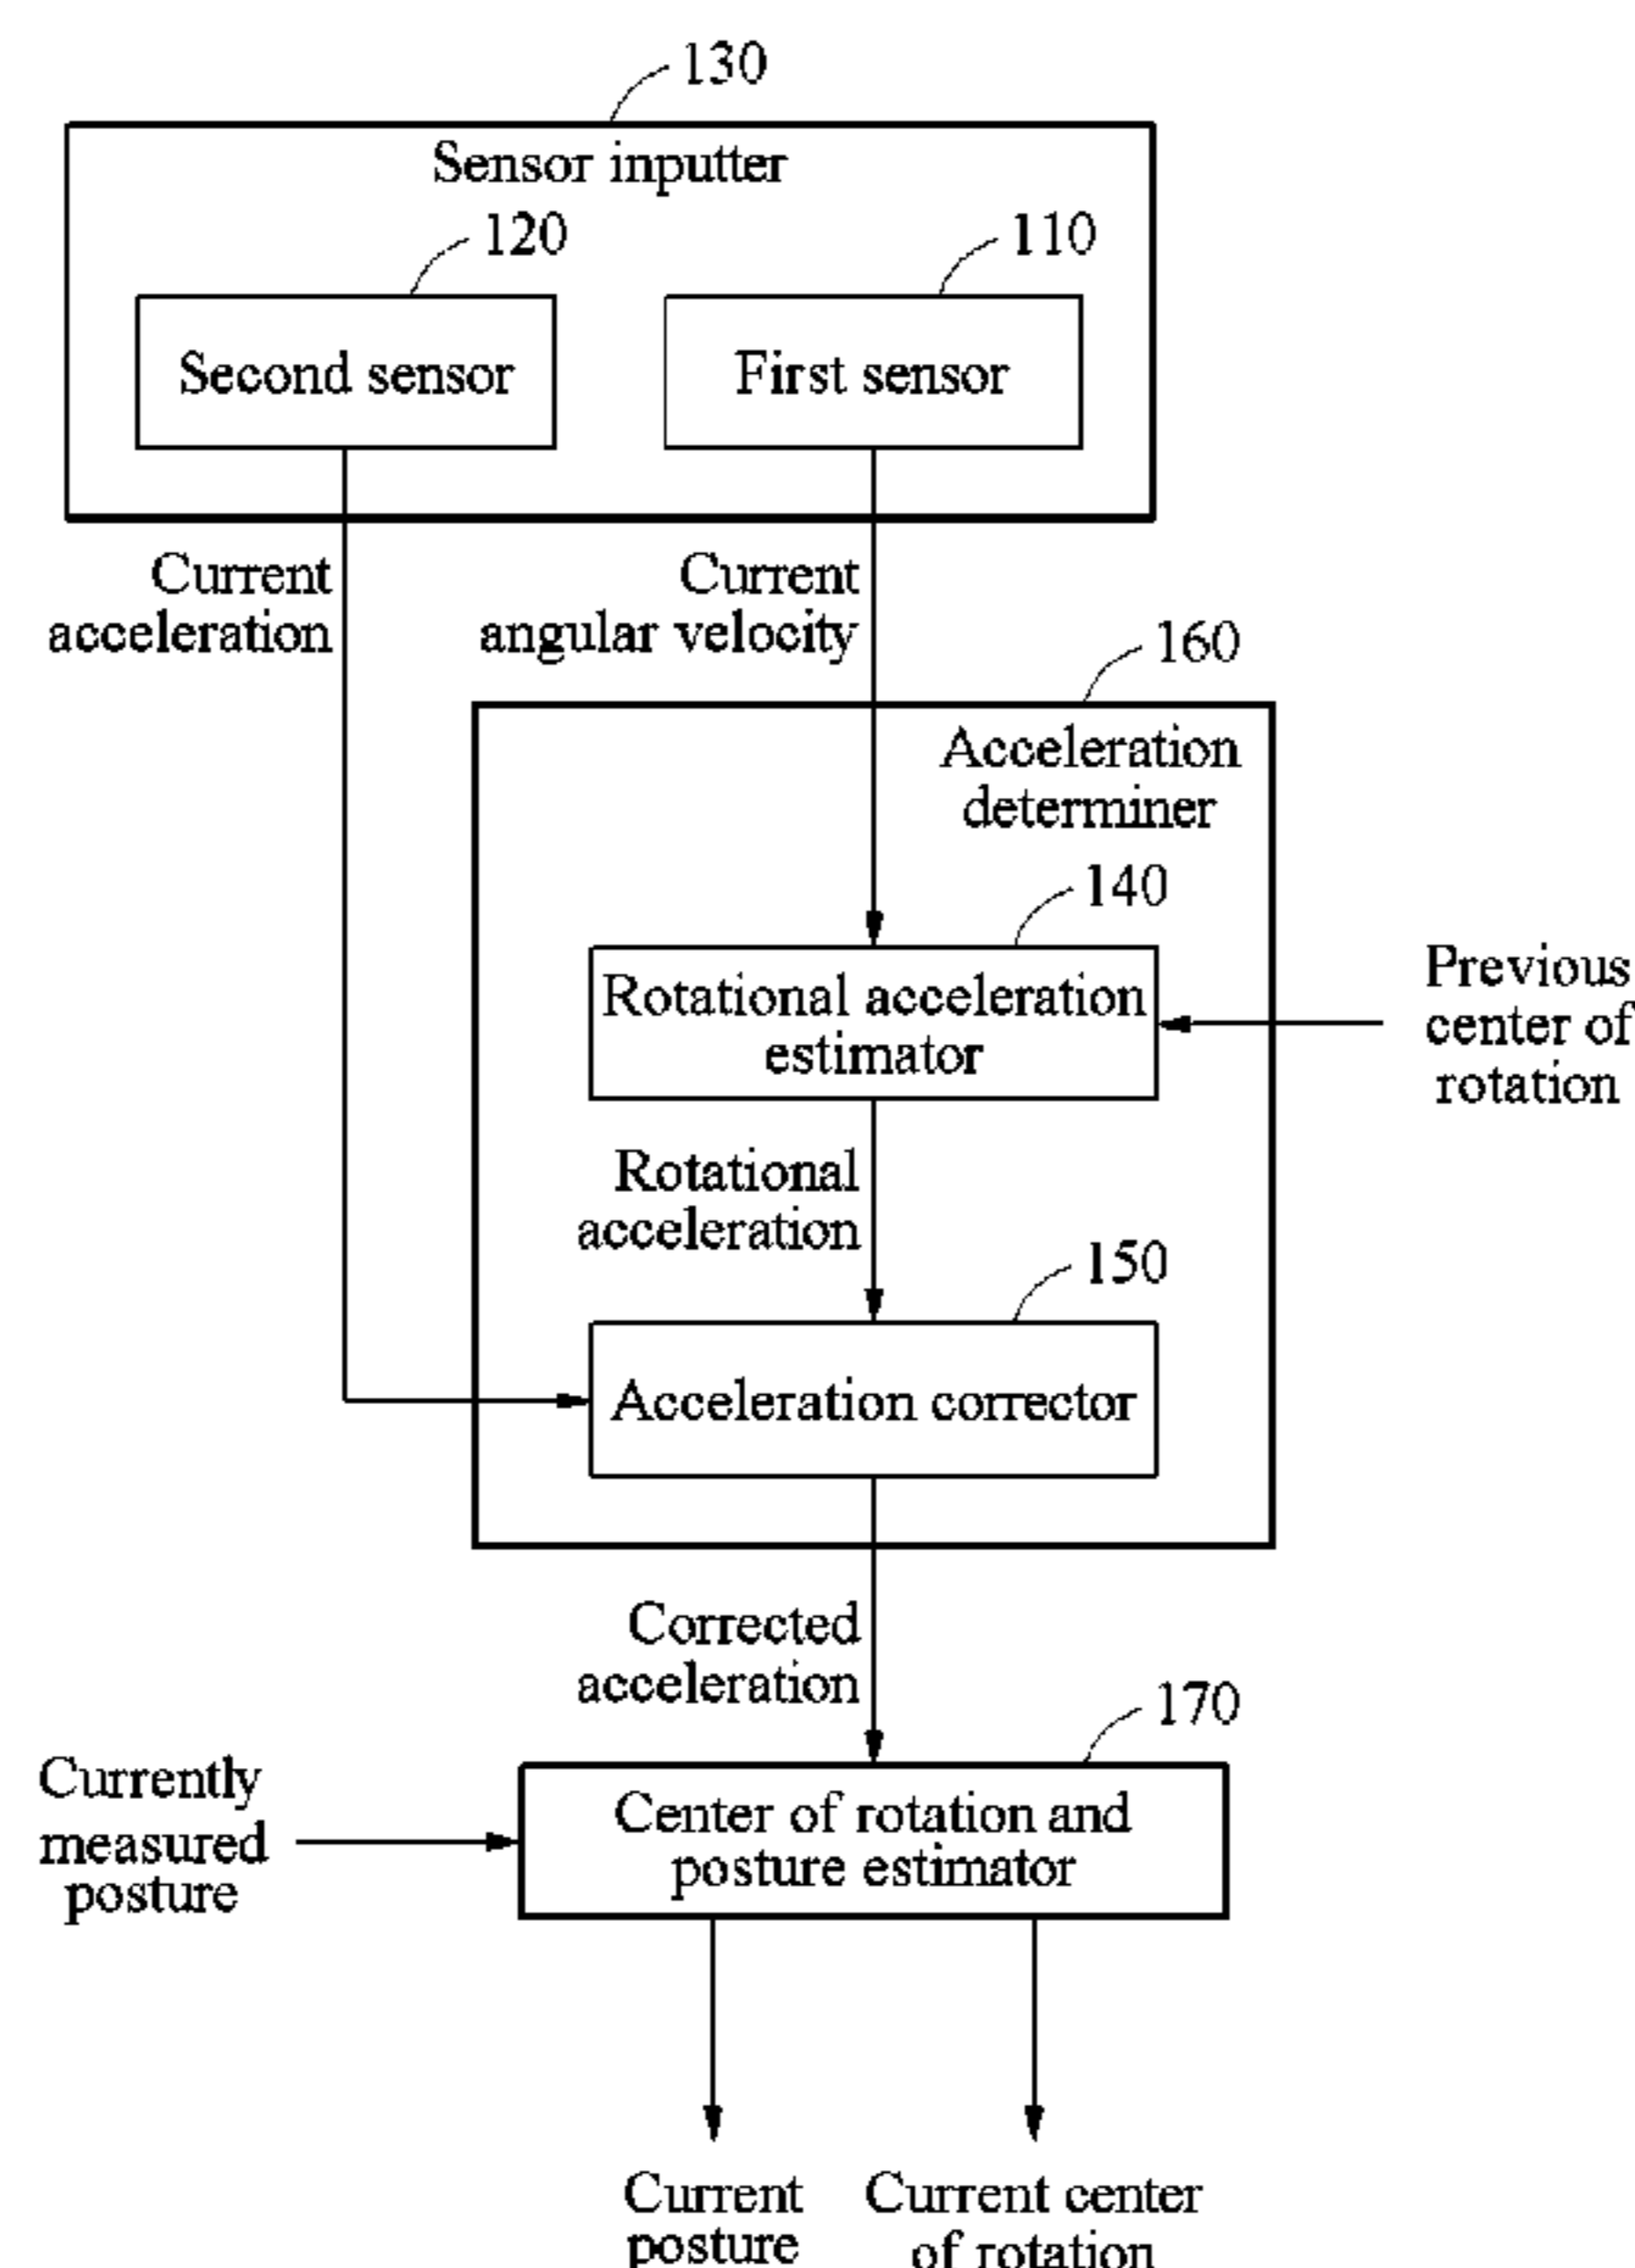 130
Sensor inputter
120
110
Second sensor
First sensor
Current
acceleration
Current
angular velocity
160
Acceleration
determiner
140
Rotational acceleration
estimator
Previous
center of
rotation
Rotational
acceleration
150
Acceleration corrector
Corrected
acceleration
170
Currently
measured
posture
Center of rotation and
posture estimator
Current
posture
Current center
of rotation